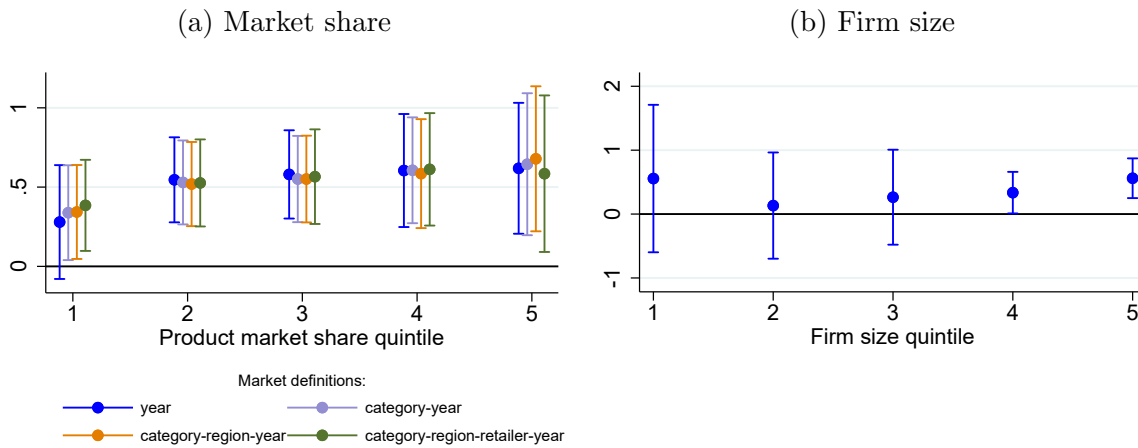 (a) Market share
(b) Firm size
1
.5
0
1 2 3 4 5
Product market share quintile
2
1
0
-1
1 2 3 4 5
Firm size quintile
Market definitions:
year category-year
category-region-year category-region-retailer-year